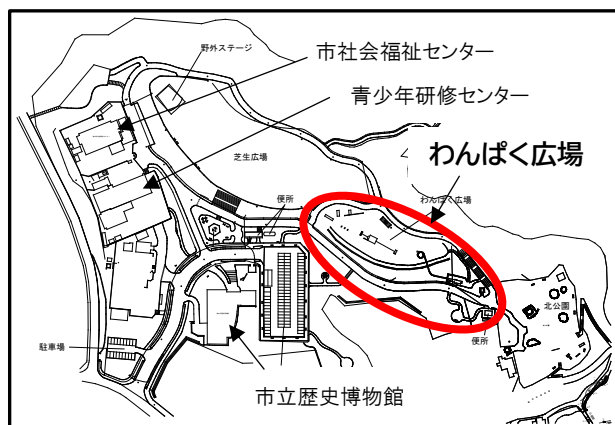 野外ステージ
市社会福祉センター
青少年研修センター
芝生広場
わんぱく広場
わんぱく広場
便所
北公園
便所
駐車場
市立歴史博物館